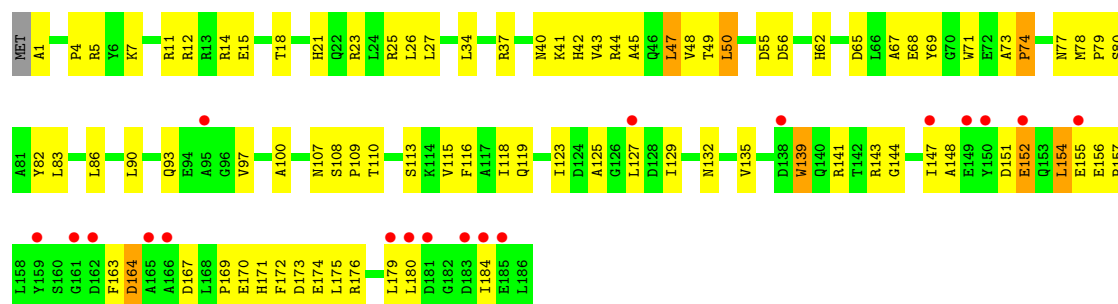 MET A1 P4 R5 Y6 K7 R11 R12 R13 R14 E15 T18 H21 Q22 R23 L24 R25 L26 L27 L34 R37 N40 K41 H42 V43 R44 A45 Q46 L47 V48 T49 L50 D55 D56 H62 D65 L66 A67 E68 Y69 G70 W71 E72 A73 P74 N77 M78 P79 S80
A81 Y82 L83 L86 L90 Q93 E94 A95 G96 V97 A100 N107 S108 P109 T110 S113 K114 V115 F116 A117 I118 Q119 I123 D124 A125 G126 L127 D128 I129 N132 V135 D138 W139 Q140 R141 T142 R143 G144 I147 A148 E149 Y150 D151 E152 Q153 L154 E155 E156 R157
L158 Y159 S160 G161 D162 F163 D164 A165 A166 D167 L168 P169 E170 H171 F172 D173 E174 L175 R176 L179 L180 D181 G182 D183 I184 E185 L186